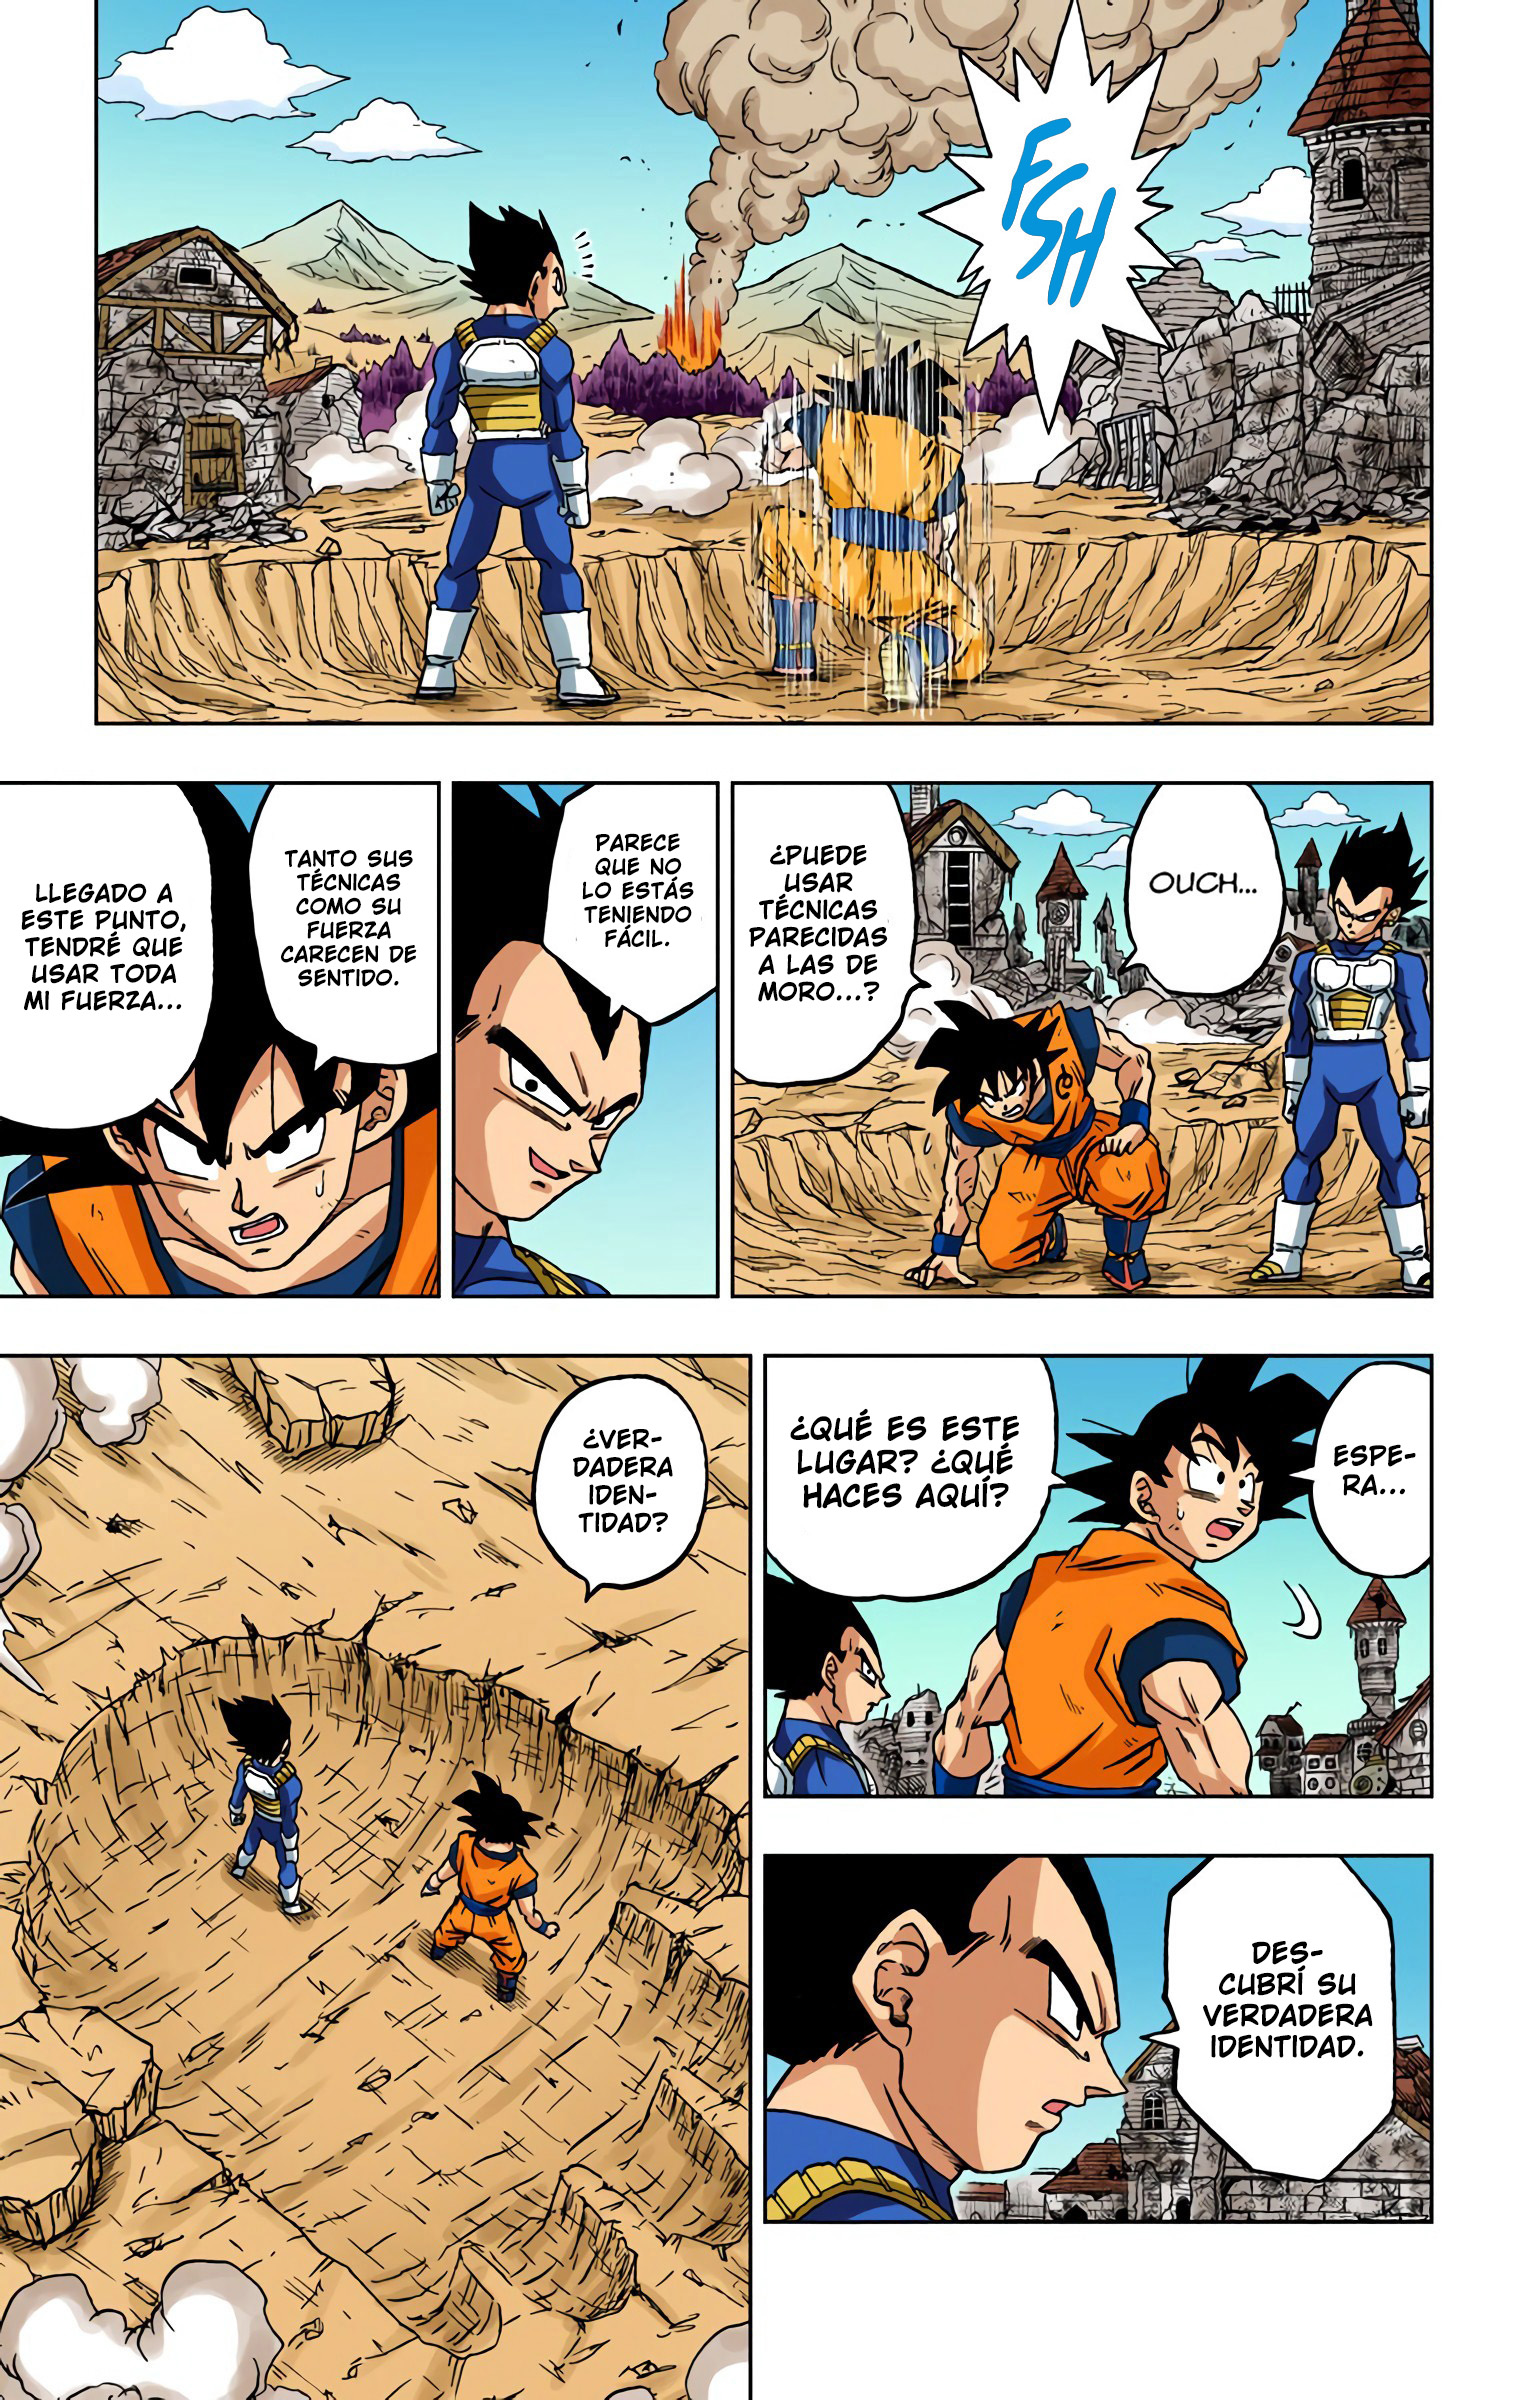 FSH
OUCH...
¿PUEDE
USAR
TÉCNICAS
PARECIDAS
A LAS DE
MORO...?
PARECE
QUE NO
LO ESTÁS
TENIENDO
FÁCIL.
TANTO SUS
TÉCNICAS
COMO SU
FUERZA
CARECEN DE
SENTIDO.
LLEGADO A
ESTE PUNTO,
TENDRÉ QUE
USAR TODA
MI FUERZA...
ESPE-
RA...
¿QUÉ ES ESTE
LUGAR? ¿QUÉ
HACES AQUÍ?
DES-
CUBRÍ SU
VERDADERA
IDENTIDAD.
¿VER-
DADERA
IDEN-
TIDAD?